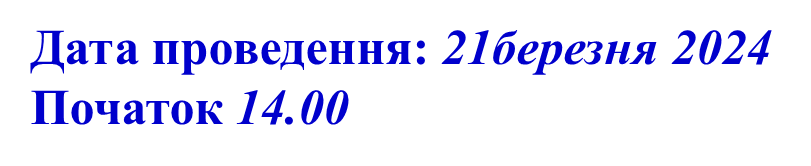 Дата проведення: 21березня 2024
Початок 14.00